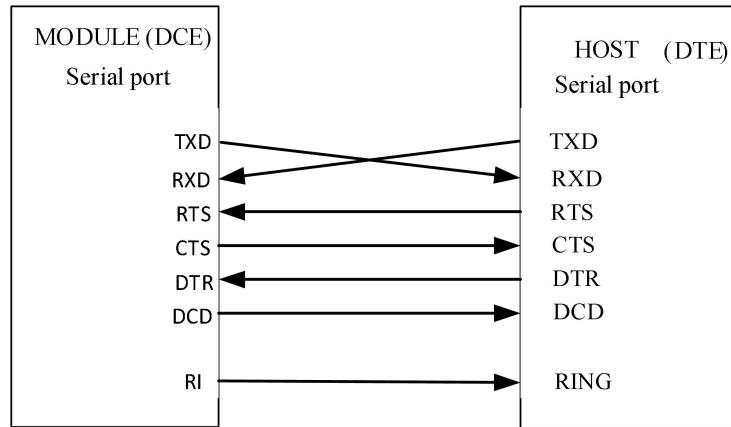 MODULE (DCE)
Serial port
TXD
RXD
RTS
CTS
DTR
DCD
RI
HOST (DTE)
Serial port
TXD
RXD
RTS
CTS
DTR
DCD
RING